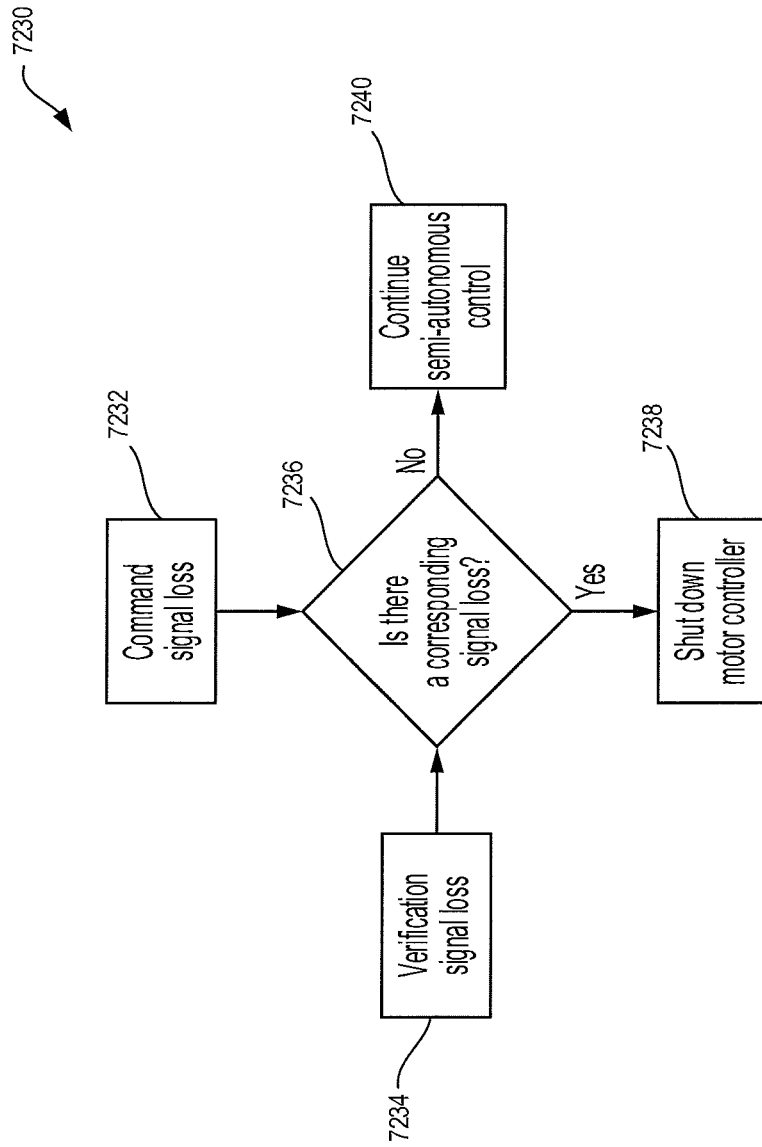 7230
7232
Command
signal loss
7236
Is there
a corresponding
signal loss?
7234
Verification
signal loss
No
7240
Continue
semi-autonomous
control
Yes
7238
Shut down
motor controller